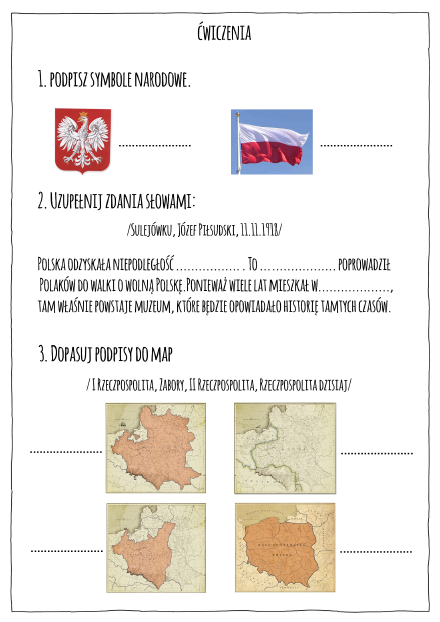 ĆWICZENIA
1. PODPISZ SYMBOLE NARODOWE.
2. UZUPEŁNIJ ZDANIA SŁOWAMI:
/SULEJÓWKU, JÓZEF PIŁSUDSKI, 11.11.1918/
POLSKA ODZYSKAŁA NIEPODLEGŁOŚĆ .................. . TO ..................... POPROWADZIŁ
POLAKÓW DO WALKI O WOLNĄ POLSKĘ.PONIEWAŻ WIELE LAT MIESZKAŁ W....................,
TAM WŁAŚNIE POWSTAJE MUZEUM, KTÓRE BĘDZIE OPOWIADAŁO HISTORIĘ TAMTYCH CZASÓW.
3. DOPASUJ PODPISY DO MAP
/ I RZECZPOSPOLITA, ZABORY, II RZECZPOSPOLITA, RZECZPOSPOLITA DZISIAJ/